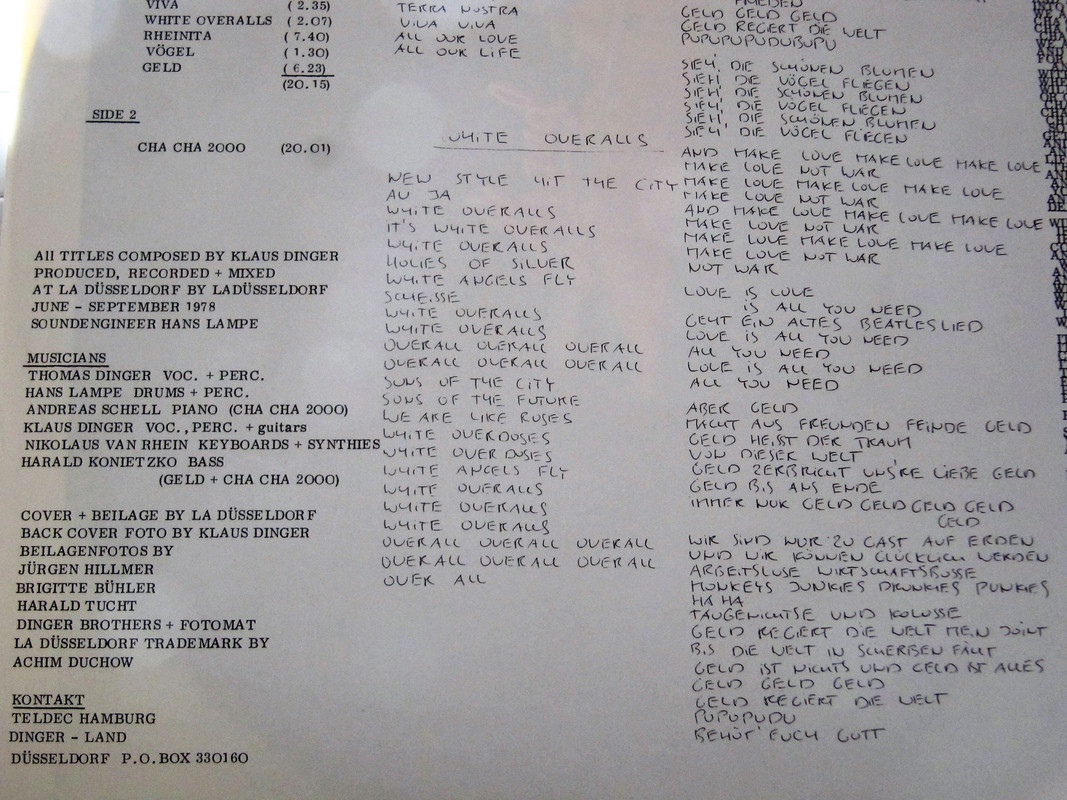 VIVA (2.35)
WHITE OVERALLS (2.07)
RHEINITA (7.40)
VÖGEL (1.30)
GELD (6.23)
(20.15)
SIDE 2
CHA CHA 2000 (20.01)
All TITLES COMPOSED BY KLAUS DINGER
PRODUCED, RECORDED + MIXED
AT LA DÜSSELDORF BY LADÜSSELDORF
JUNE - SEPTEMBER 1978
SOUNDENGINEER HANS LAMPE
MUSICIANS
THOMAS DINGER VOC. + PERC.
HANS LAMPE DRUMS + PERC.
ANDREAS SCHELL PIANO (CHA CHA 2000)
KLAUS DINGER VOC., PERC. + guitars
NIKOLAUS VAN RHEIN KEYBOARDS + SYNTHIES
HARALD KONIETZKO BASS
(GELD + CHA CHA 2000)
COVER + BEILAGE BY LA DÜSSELDORF
BACK COVER FOTO BY KLAUS DINGER
BEILAGENFOTOS BY
JÜRGEN HILLMER
BRIGITTE BÜHLER
HARALD TUCHT
DINGER BROTHERS + FOTOMAT
LA DÜSSELDORF TRADEMARK BY
ACHIM DUCHOW
KONTAKT
TELDEC HAMBURG
DINGER - LAND
DÜSSELDORF P.O.BOX 330160
TERRA NOSTRA
VIVA VIVA
ALL OUR LOVE
ALL OUR LIFE
WHITE OVERALLS
NEW STYLE HIT THE CITY
AU JA
WHITE OVERALLS
IT'S WHITE OVERALLS
WHITE OVERALLS
HOLIES OF SILVER
WHITE ANGELS FLY
SCHEISSE
WHITE OVERALLS
WHITE OVERALLS
OVERALL OVERALL OVERALL
OVERALL OVERALL OVERALL
SONS OF THE CITY
SONS OF THE FUTURE
WE ARE LIKE ROSES
WHITE OVERDOSES
WHITE OVER DOSES
WHITE ANGELS FLY
WHITE OVERALLS
WHITE OVERALLS
WHITE OVERALLS
OVERALL OVERALL OVERALL
OVERALL OVERALL OVERALL
OVER ALL
FRIEDEN
GELD GELD GELD
GELD REGIERT DIE WELT
PUPUPUPUDUBUPU
SIEH' DIE SCHÖNEN BLUMEN
SIEH' DIE VÖGEL FLIEGEN
SIEH' DIE SCHÖNEN BLUMEN
SIEH' DIE VÖGEL FLIEGEN
SIEH' DIE SCHÖNEN BLUMEN
SIEH' DIE VÖGEL FLIEGEN
AND MAKE LOVE MAKE LOVE MAKE LOVE
MAKE LOVE NOT WAR
MAKE LOVE MAKE LOVE MAKE LOVE
MAKE LOVE NOT WAR
AND MAKE LOVE MAKE LOVE MAKE LOVE
MAKE LOVE NOT WAR
MAKE LOVE MAKE LOVE MAKE LOVE
MAKE LOVE NOT WAR
NOT WAR
LOVE IS LOVE
IS ALL YOU NEED
GEHT EIN ALTES BEATLESLIED
LOVE IS ALL YOU NEED
ALL YOU NEED
LOVE IS ALL YOU NEED
ALL YOU NEED
ABER GELD
MACHT AUS FREUNDEN FEINDE GELD
GELD HEISST DER TRAUM
VON DIESER WELT
GELD ZERBRICHT UNS'RE LIEBE GELD
GELD BIS ANS ENDE
IMMER NUR GELD GELD GELD GELD
GELD
WIR SIND NUR ZU GAST AUF ERDEN
UND WIR KÖNNEN GLÜCKLICH WERDEN
ARBEITSLOSE WIRTSCHAFTSBOSSE
MONKEYS JUNKIES DRUNKIES PUNKIES
HA HA
TAUGENICHTSE UND KOLOSSE
GELD REGIERT DIE WELT MEIN JOINT
BIS DIE WELT IN SCHERBEN FÄLLT
GELD IST NICHTS UND GELD IST ALLES
GELD GELD GELD
GELD REGIERT DIE WELT
PUPUPUDU
BEHÜT' EUCH GOTT